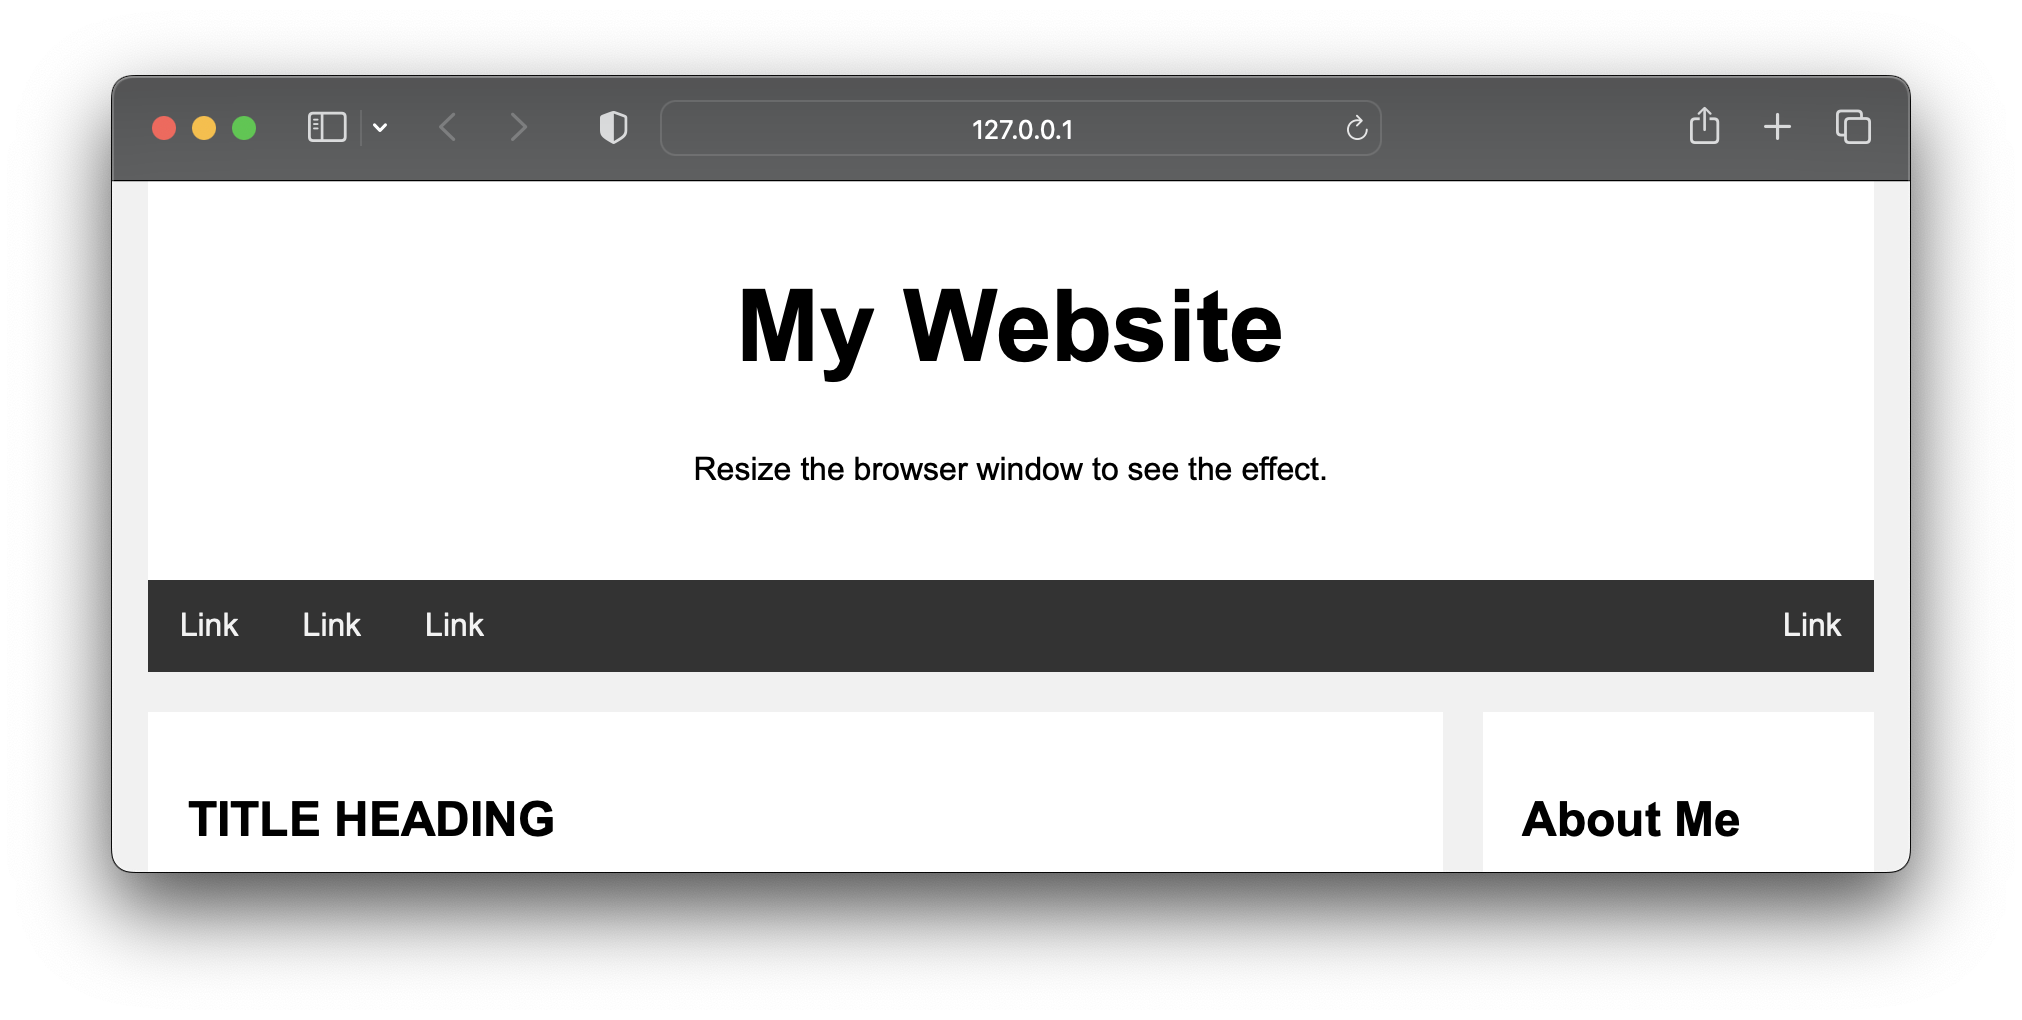 127.0.0.1
My Website
Resize the browser window to see the effect.
Link Link Link Link
TITLE HEADING
About Me